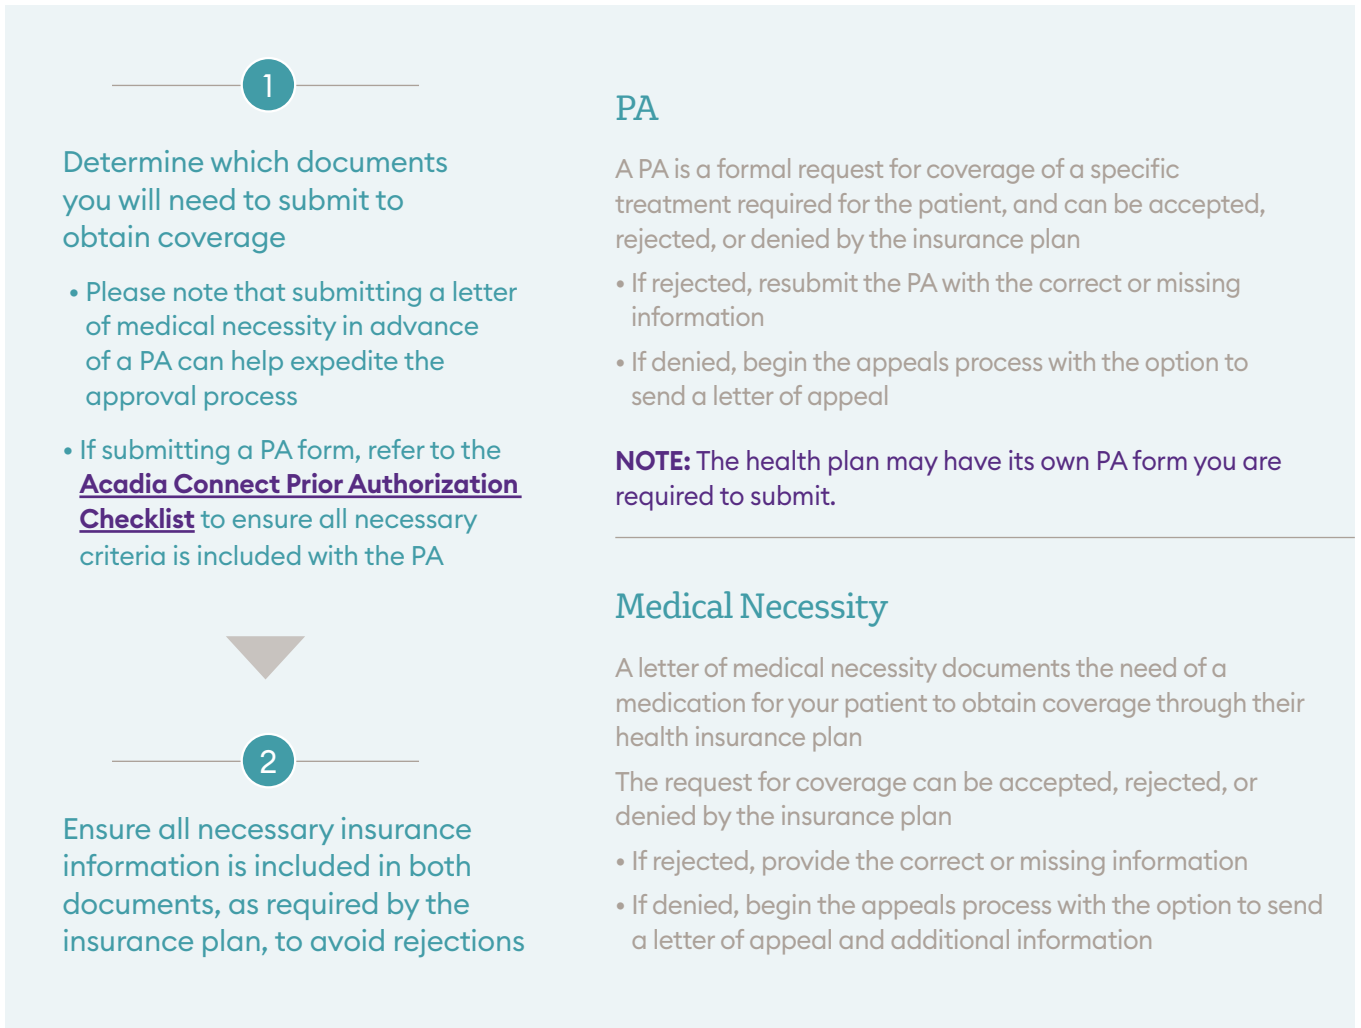 1
Determine which documents
you will need to submit to
obtain coverage
• Please note that submitting a letter
of medical necessity in advance
of a PA can help expedite the
approval process
• If submitting a PA form, refer to the
Acadia Connect Prior Authorization
Checklist to ensure all necessary
criteria is included with the PA
2
Ensure all necessary insurance
information is included in both
documents, as required by the
insurance plan, to avoid rejections
PA
A PA is a formal request for coverage of a specific
treatment required for the patient, and can be accepted,
rejected, or denied by the insurance plan
• If rejected, resubmit the PA with the correct or missing
information
• If denied, begin the appeals process with the option to
send a letter of appeal
NOTE: The health plan may have its own PA form you are
required to submit.
Medical Necessity
A letter of medical necessity documents the need of a
medication for your patient to obtain coverage through their
health insurance plan
The request for coverage can be accepted, rejected, or
denied by the insurance plan
• If rejected, provide the correct or missing information
• If denied, begin the appeals process with the option to send
a letter of appeal and additional information